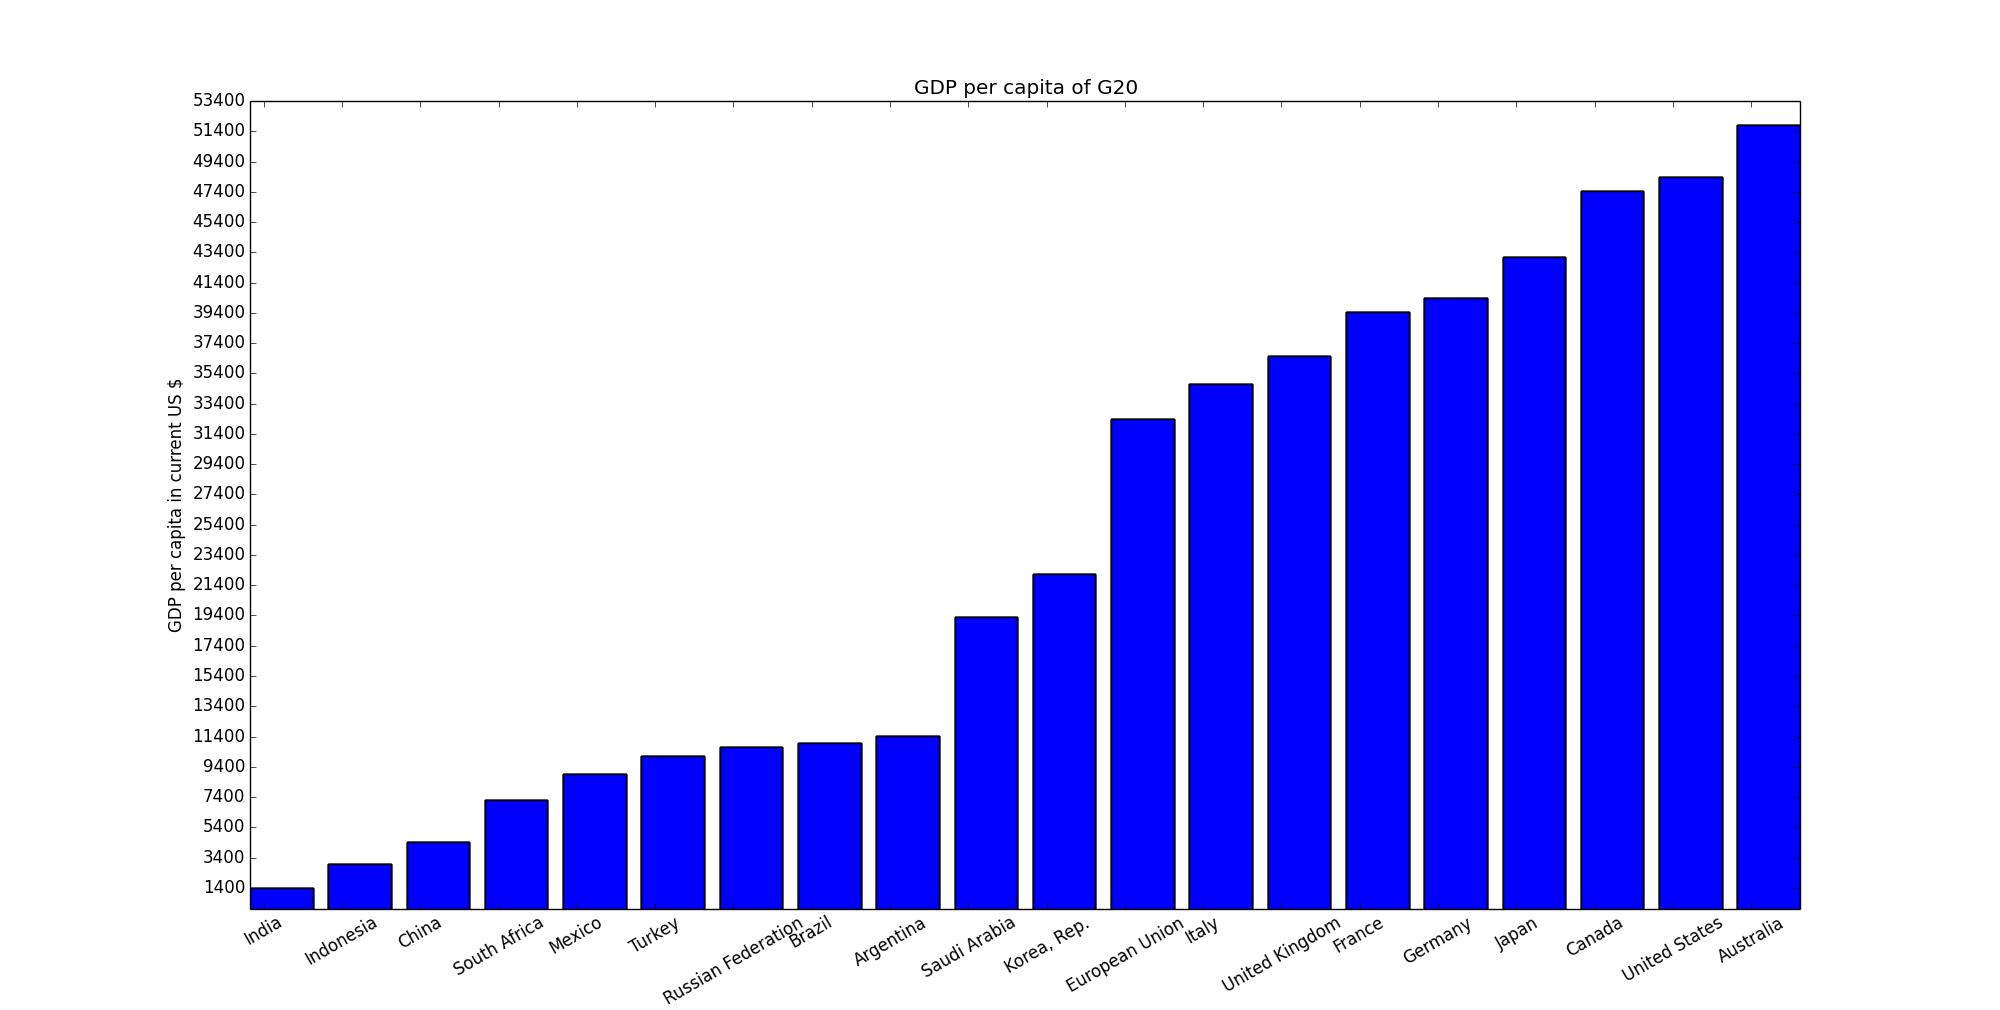 GDP per capita of G20
53400
51400
49400
47400
45400
43400
41400
39400
37400
35400
33400
31400
29400
27400
25400
23400
21400
19400
17400
15400
13400
11400
9400
7400
5400
3400
1400
GDP per capita in current US $
India
Indonesia
China
South Africa
Mexico
Turkey
Russian Federation
Brazil
Argentina
Saudi Arabia
Korea, Rep.
European Union
Italy
United Kingdom
France
Germany
Japan
Canada
United States
Australia